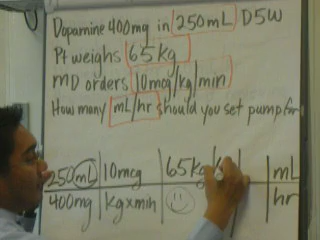 Dopamine 400mg in 250mL D5W
Pt weighs 65kg
MD orders 10mcg/kg/min
How many mL/hr should you set pump for
250mL 10mcg 65kg mL
400mg kg x min hr